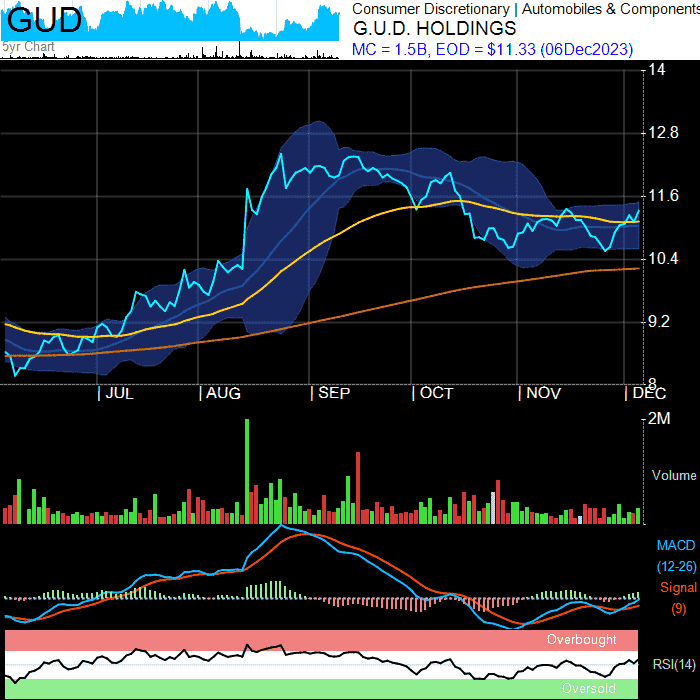 GUD
5yr Chart
Consumer Discretionary | Automobiles & Components
G.U.D. HOLDINGS
MC = 1.5B, EOD = $11.33 (06Dec2023)
14
12.8
11.6
10.4
9.2
8
| JUL
| AUG
| SEP
| OCT
| NOV
| DEC
2M
Volume
MACD
(12-26)
Signal
(9)
Overbought
RSI(14)
Oversold